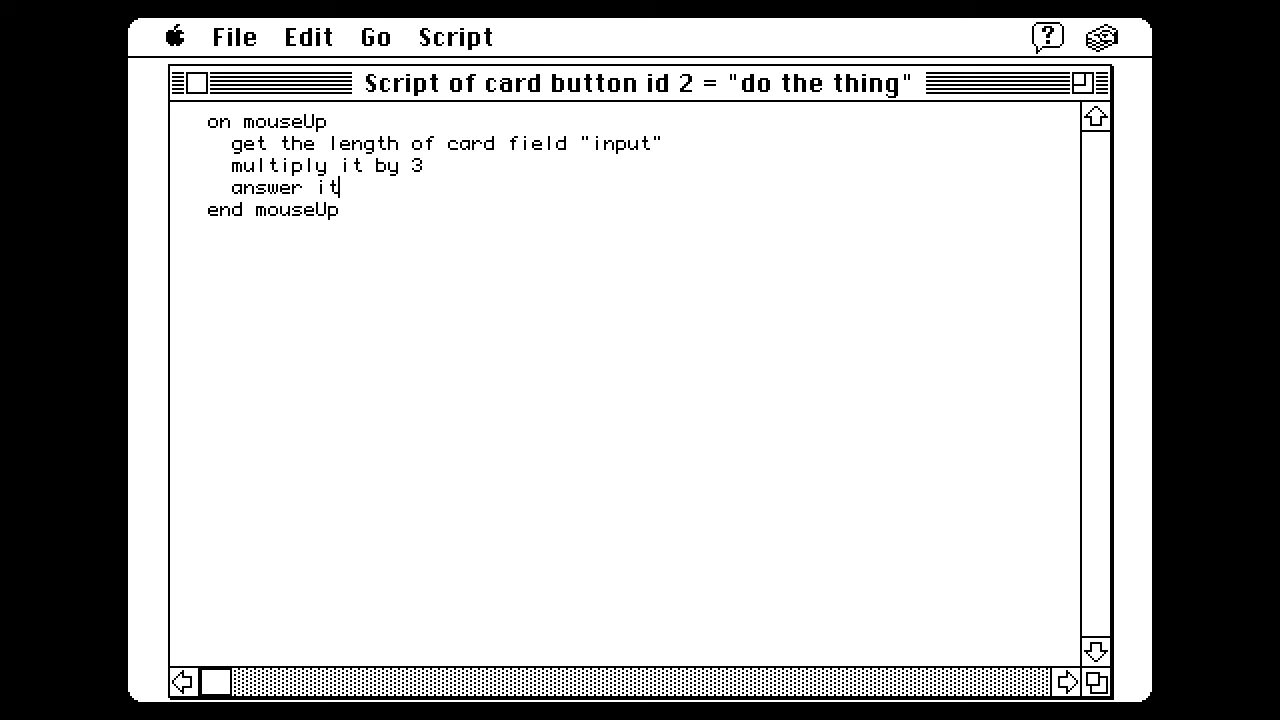 File Edit Go Script ?
Script of card button id 2 = "do the thing"
on mouseUp
get the length of card field "input"
multiply it by 3
answer it
end mouseUp